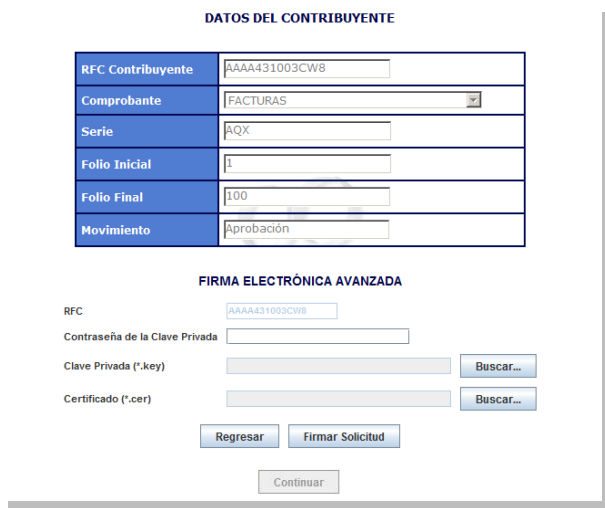 DATOS DEL CONTRIBUYENTE
RFC Contribuyente AAAA431003CW8
Comprobante FACTURAS
Serie AQX
Folio Inicial 1
Folio Final 100
Movimiento Aprobación
FIRMA ELECTRÓNICA AVANZADA
RFC AAAA431003CW8
Contraseña de la Clave Privada
Clave Privada (*.key) Buscar...
Certificado (*.cer) Buscar...
Regresar Firmar Solicitud
Continuar